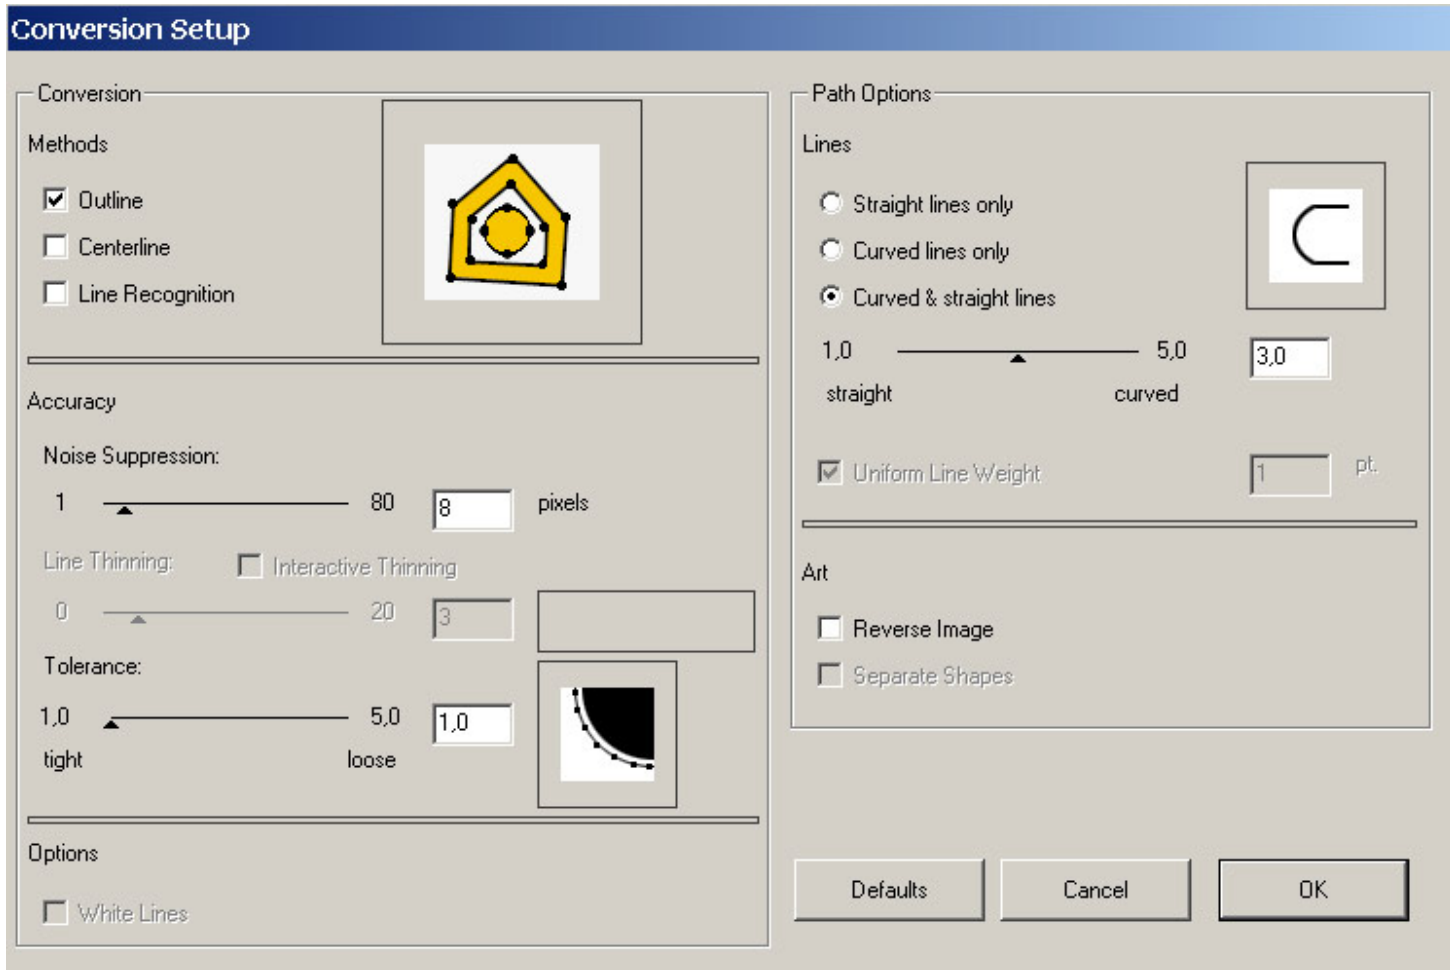 Conversion Setup
Conversion
Methods
Outline
Centerline
Line Recognition
Accuracy
Noise Suppression:
1 80 8 pixels
Line Thinning: Interactive Thinning
0 20 3
Tolerance:
1,0 5,0 1,0
tight loose
Options
White Lines
Path Options
Lines
Straight lines only
Curved lines only
Curved & straight lines
1,0 5,0 3,0
straight curved
Uniform Line Weight 1 pt.
Art
Reverse Image
Separate Shapes
Defaults Cancel OK